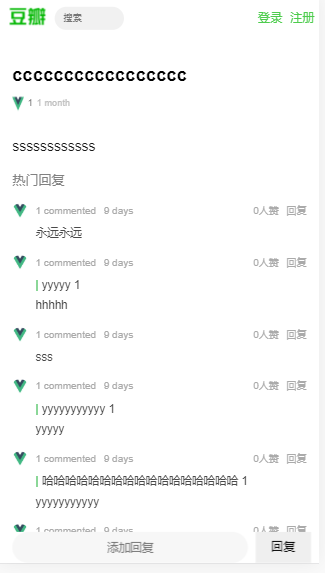 豆瓣 搜索 登录 注册
ccccccccccccccccc
1 1 month
ssssssssssss
热门回复
1 commented 9 days 0人赞 回复
永远永远
1 commented 9 days 0人赞 回复
| yyyyy 1
hhhhh
1 commented 9 days 0人赞 回复
sss
1 commented 9 days 0人赞 回复
| yyyyyyyyyyy 1
yyyyy
1 commented 9 days 0人赞 回复
| 哈哈哈哈哈哈哈哈哈哈哈哈哈哈哈哈哈 1
yyyyyyyyyyy
1 commented 9 days 0人赞 回复
添加回复 回复